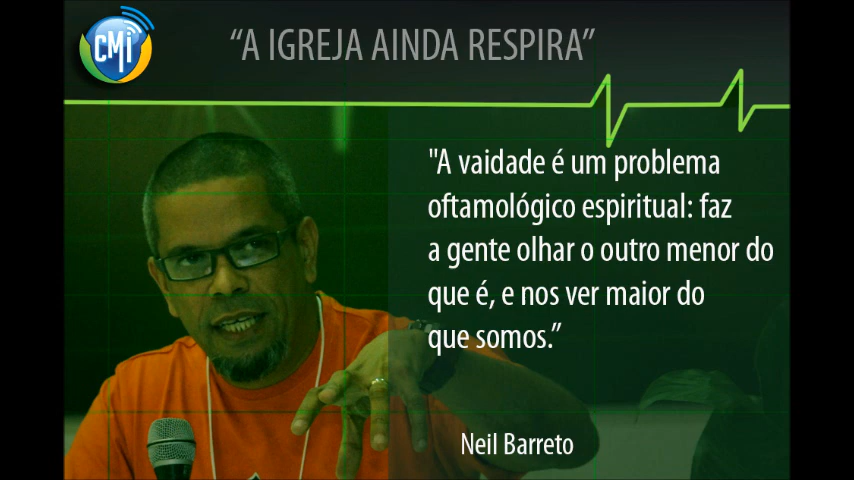 CMi
“A IGREJA AINDA RESPIRA”
"A vaidade é um problema
oftamológico espiritual: faz
a gente olhar o outro menor do
que é, e nos ver maior do
que somos.”
Neil Barreto